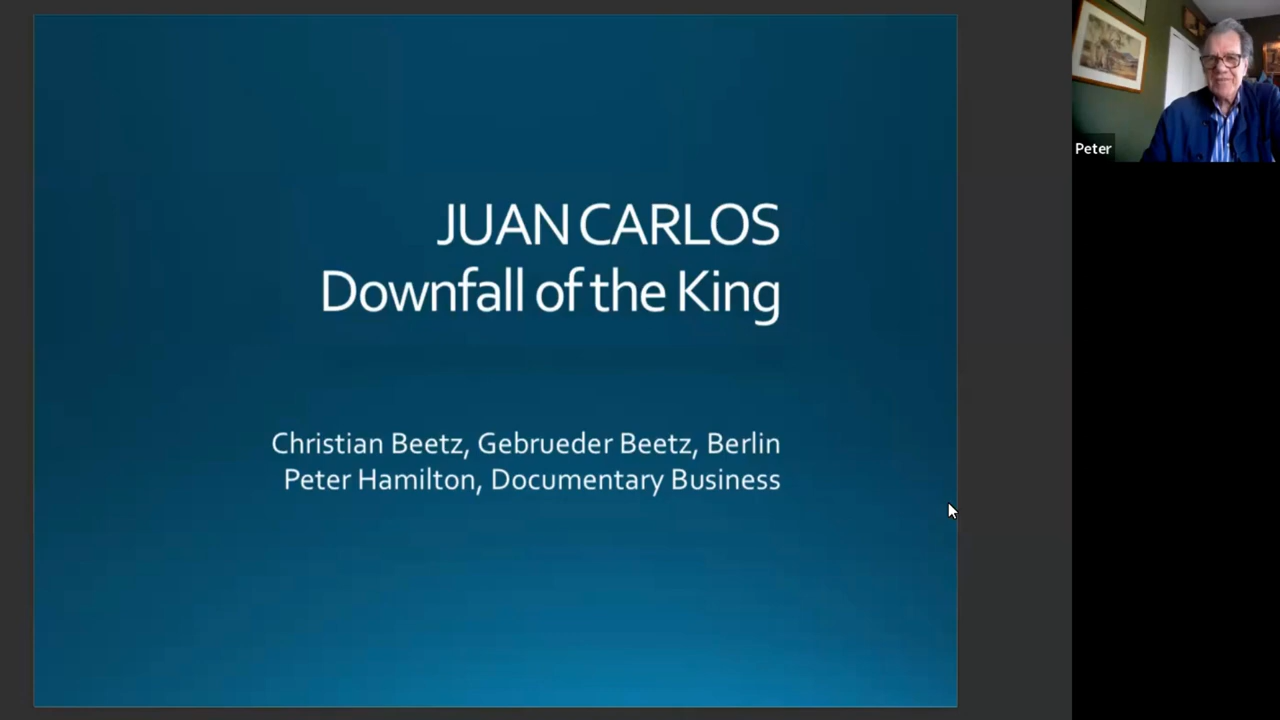 JUAN CARLOS
Downfall of the King
Christian Beetz, Gebrueder Beetz, Berlin
Peter Hamilton, Documentary Business
Peter